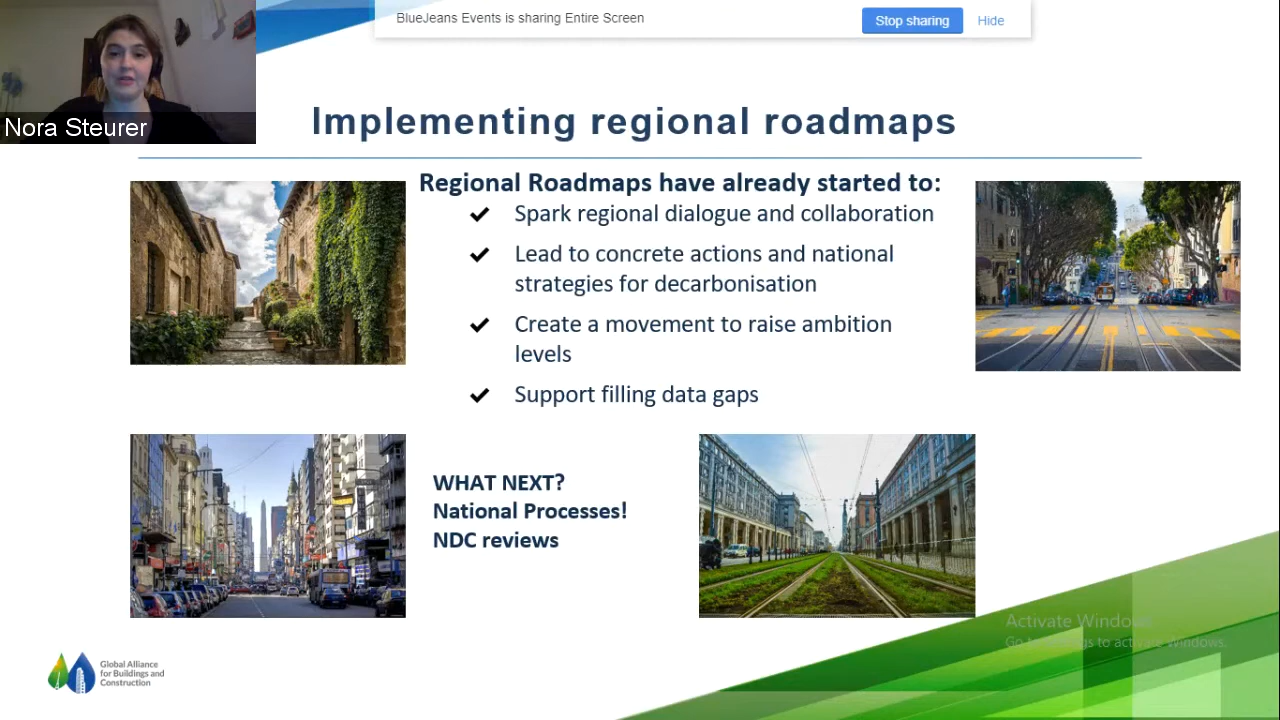 BlueJeans Events is sharing Entire Screen
Stop sharing
Hide
Nora Steurer
Implementing regional roadmaps
Regional Roadmaps have already started to:
Spark regional dialogue and collaboration
Lead to concrete actions and national
strategies for decarbonisation
Create a movement to raise ambition
levels
Support filling data gaps
WHAT NEXT?
National Processes!
NDC reviews
Activate Windows
Go to Settings to activate Windows.
Global Alliance
for Buildings and
Construction